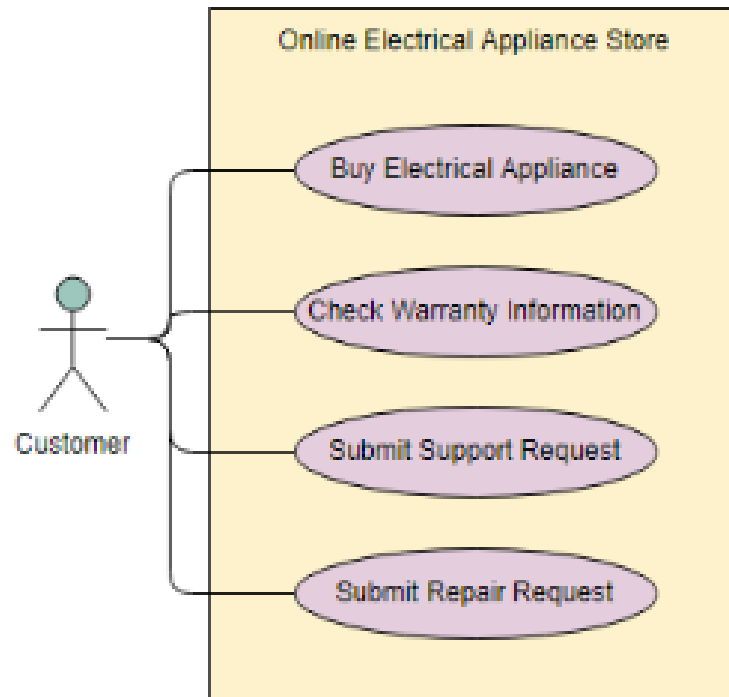 Online Electrical Appliance Store
Buy Electrical Appliance
Check Warranty Information
Customer
Submit Support Request
Submit Repair Request